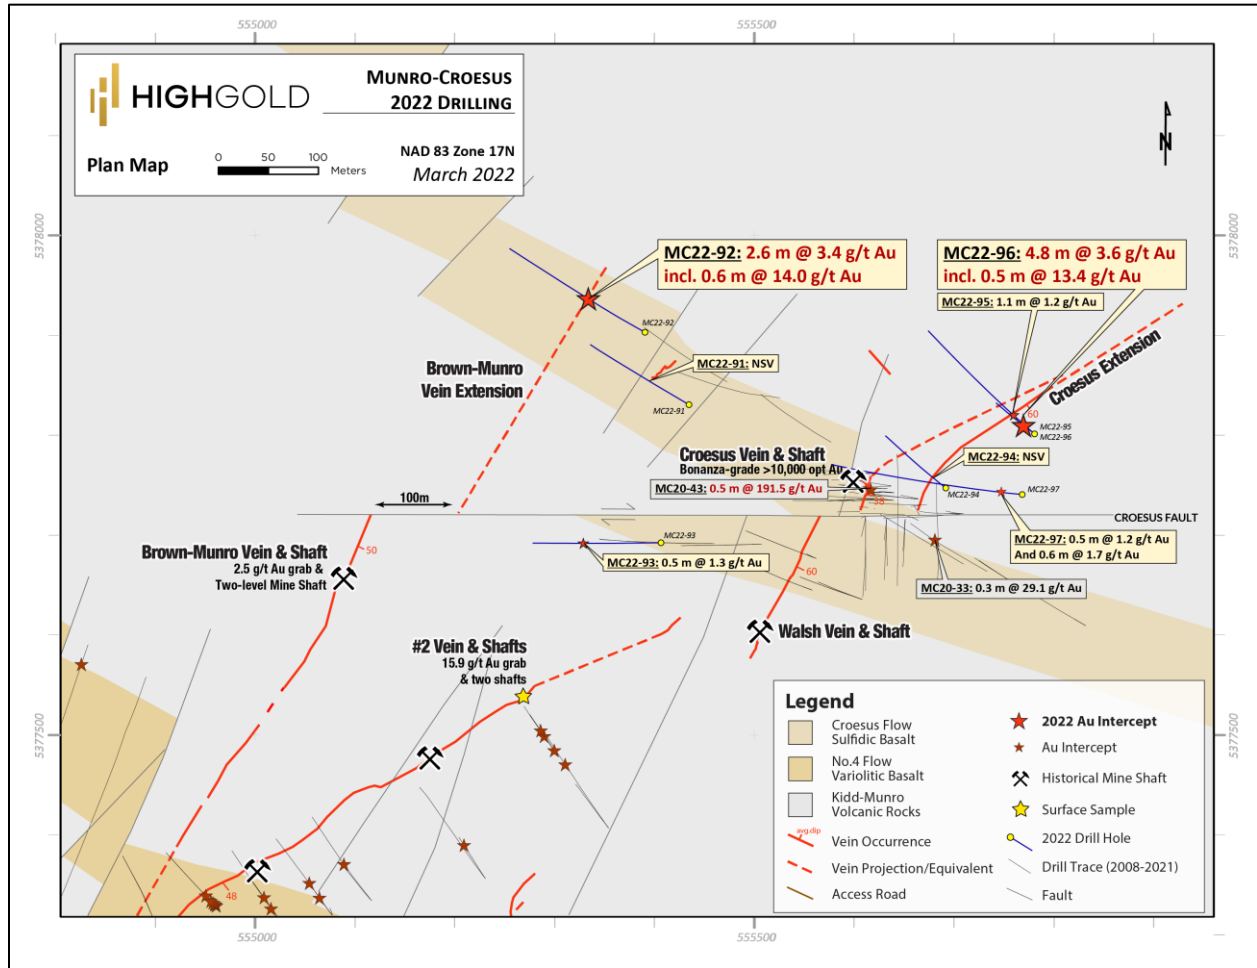 555000
555500
HIGHGOLD
MUNRO-CROESUS
2022 DRILLING
Plan Map
0 50 100
Meters
NAD 83 Zone 17N
March 2022
N
5378000
5378000
MC22-92: 2.6 m @ 3.4 g/t Au
incl. 0.6 m @ 14.0 g/t Au
MC22-96: 4.8 m @ 3.6 g/t Au
incl. 0.5 m @ 13.4 g/t Au
MC22-95: 1.1 m @ 1.2 g/t Au
MC22-92
MC22-91: NSV
Brown-Munro
Vein Extension
MC22-91
Croesus Extension
60
MC22-95
MC22-96
Croesus Vein & Shaft
Bonanza-grade >10,000 opt Au
MC20-43: 0.5 m @ 191.5 g/t Au
38
MC22-94: NSV
MC22-94
MC22-97
100m
CROESUS FAULT
MC22-97: 0.5 m @ 1.2 g/t Au
And 0.6 m @ 1.7 g/t Au
Brown-Munro Vein & Shaft
2.5 g/t Au grab &
Two-level Mine Shaft
50
MC22-93
MC22-93: 0.5 m @ 1.3 g/t Au
60
MC20-33: 0.3 m @ 29.1 g/t Au
Walsh Vein & Shaft
#2 Vein & Shafts
15.9 g/t Au grab
& two shafts
48
5377500
5377500
Legend
Croesus Flow
Sulfidic Basalt
No.4 Flow
Variolitic Basalt
Kidd-Munro
Volcanic Rocks
avg.dip
Vein Occurrence
Vein Projection/Equivalent
Access Road
2022 Au Intercept
Au Intercept
Historical Mine Shaft
Surface Sample
2022 Drill Hole
Drill Trace (2008-2021)
Fault
555000
555500